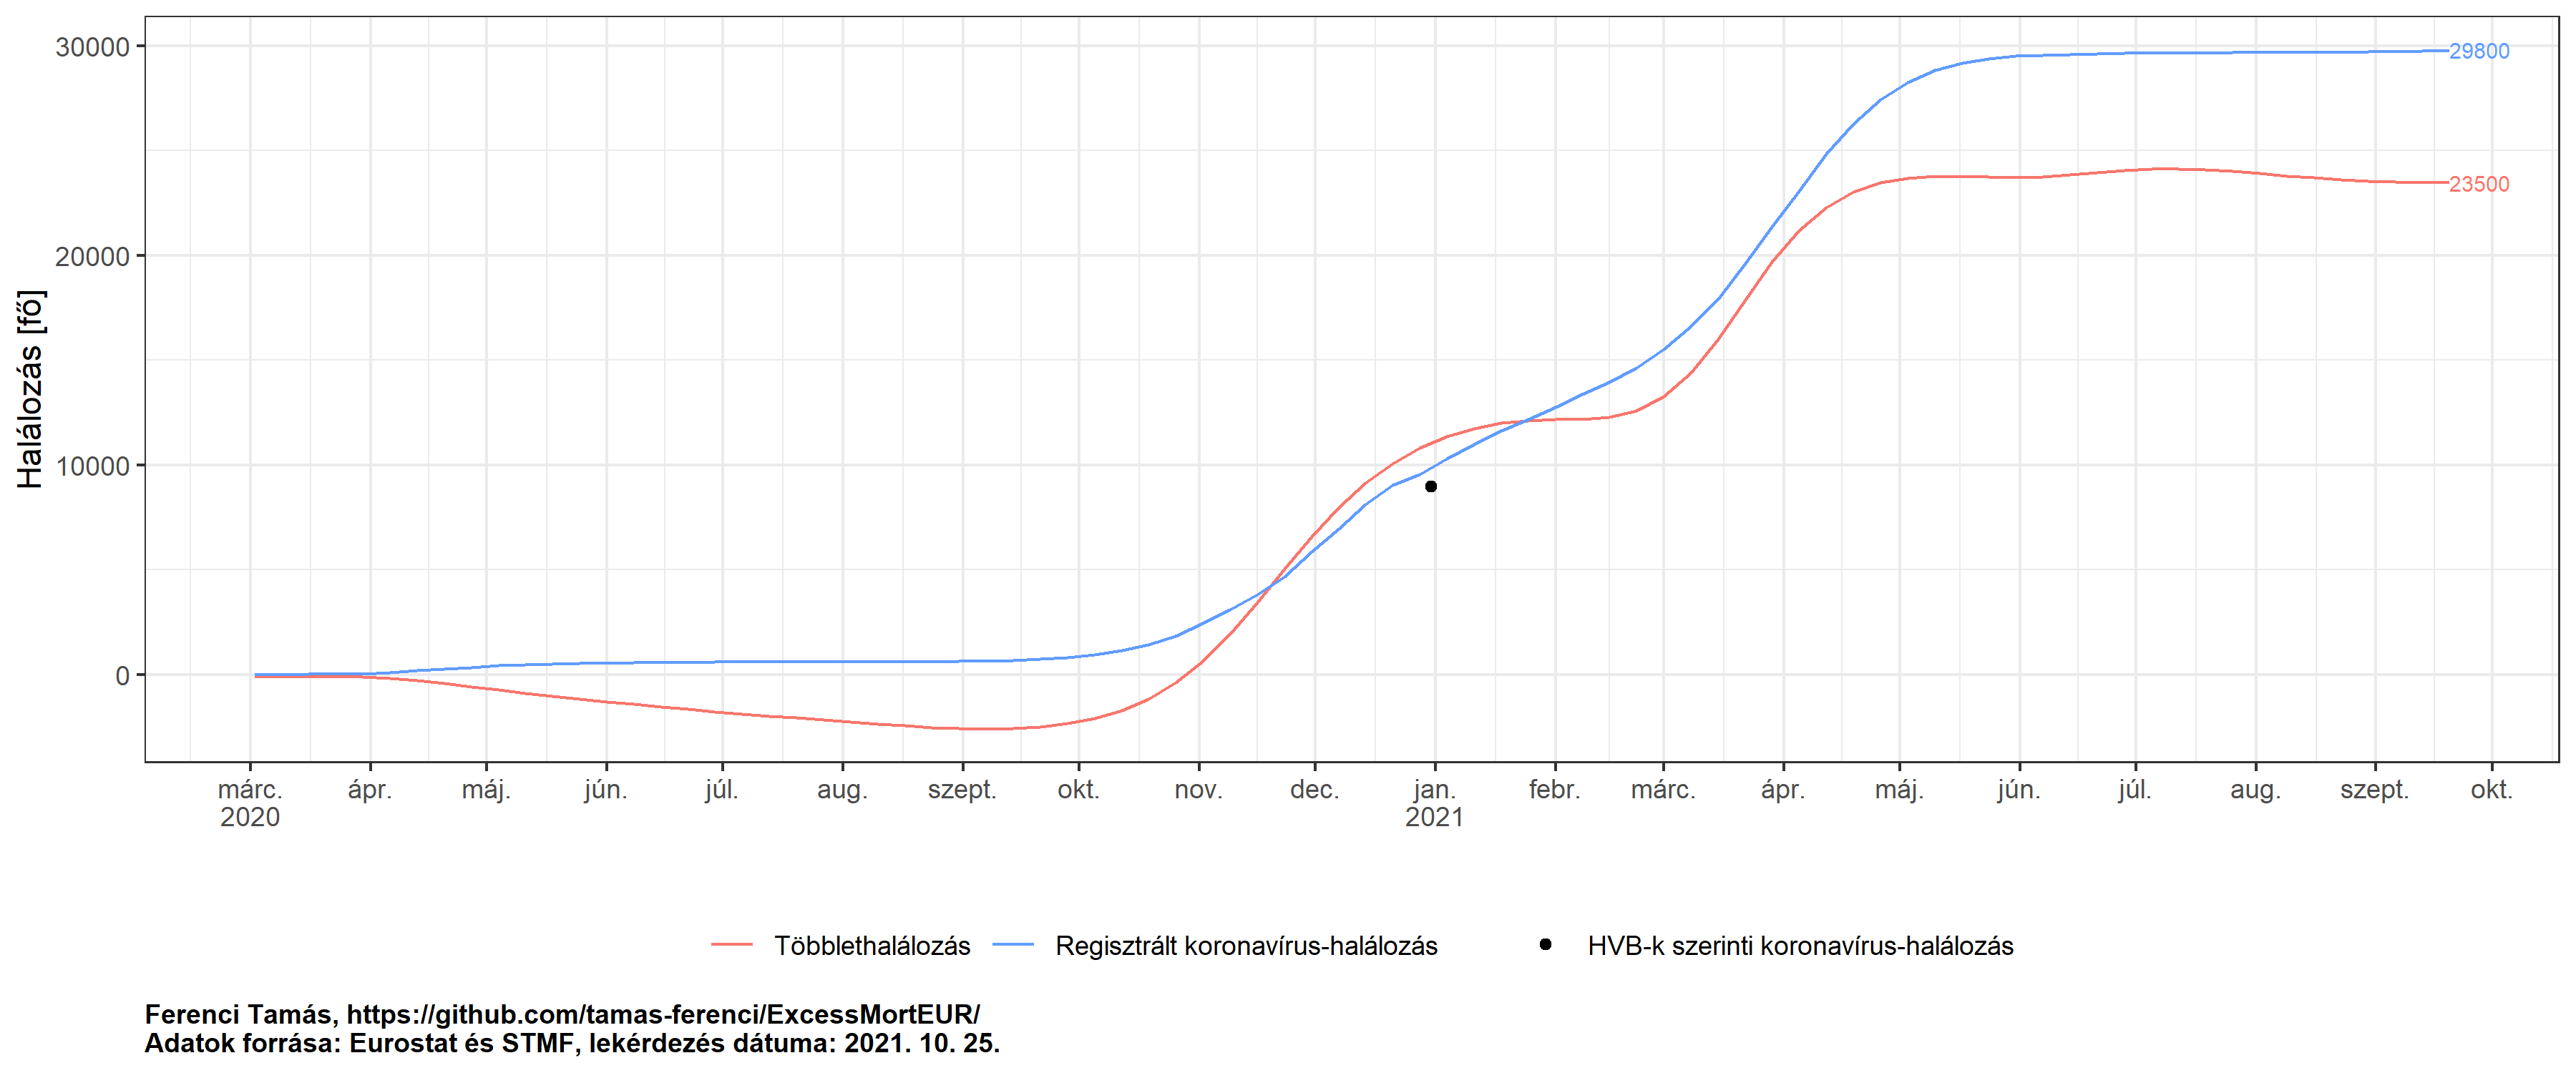 30000
20000
10000
0
Halálozás [fő]
29800
23500
márc. ápr. máj. jún. júl. aug. szept. okt. nov. dec. jan. febr. márc. ápr. máj. jún. júl. aug. szept. okt.
2020 2021
Többlethalálozás Regisztrált koronavírus-halálozás HVB-k szerinti koronavírus-halálozás
Ferenci Tamás, https://github.com/tamas-ferenci/ExcessMortEUR/
Adatok forrása: Eurostat és STMF, lekérdezés dátuma: 2021. 10. 25.